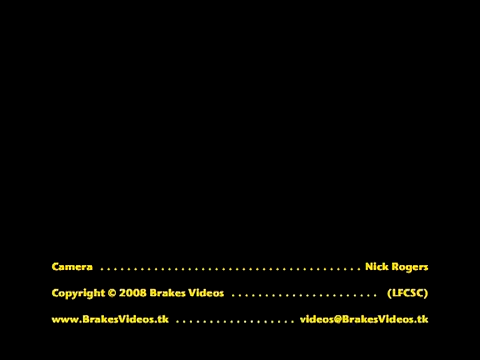 Camera . . . . . . . . . . . . . . . . . . . . . . . . . . . . . . . . . . . . . . . Nick Rogers
Copyright © 2008 Brakes Videos . . . . . . . . . . . . . . . . . . . . . . (LFCSC)
www.BrakesVideos.tk . . . . . . . . . . . . . . . . . . videos@BrakesVideos.tk